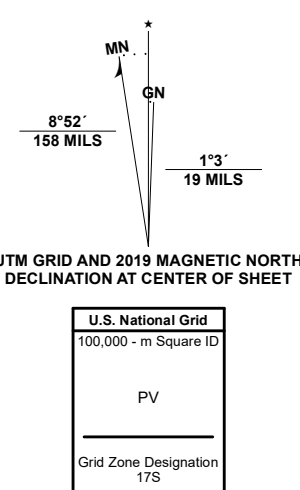 MN
GN
8°52´
158 MILS
1°3´
19 MILS
UTM GRID AND 2019 MAGNETIC NORTH
DECLINATION AT CENTER OF SHEET
U.S. National Grid
100,000 - m Square ID
PV
Grid Zone Designation
17S